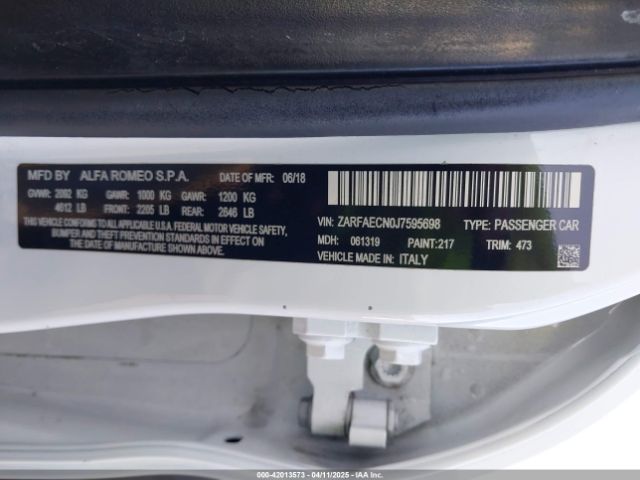 MFD BY ALFA ROMEO S.P.A. DATE OF MFR: 06/18
GVWR: 2092 KG GAWR: 1000 KG GAWR: 1200 KG
4612 LB FRONT: 2205 LB REAR: 2646 LB
THIS VEHICLE CONFORMS TO ALL APPLICABLE U.S.A. FEDERAL MOTOR VEHICLE SAFETY,
BUMPER AND THEFT PREVENTION STANDARDS IN EFFECT ON
THE DATE OF MANUFACTURE SHOWN ABOVE.
VIN: ZARFAECN0J7595698 TYPE: PASSENGER CAR
MDH: 061319 PAINT: 217 TRIM: 473
VEHICLE MADE IN: ITALY
000-42013573 - 04/11/2025 - IAAI, Inc.